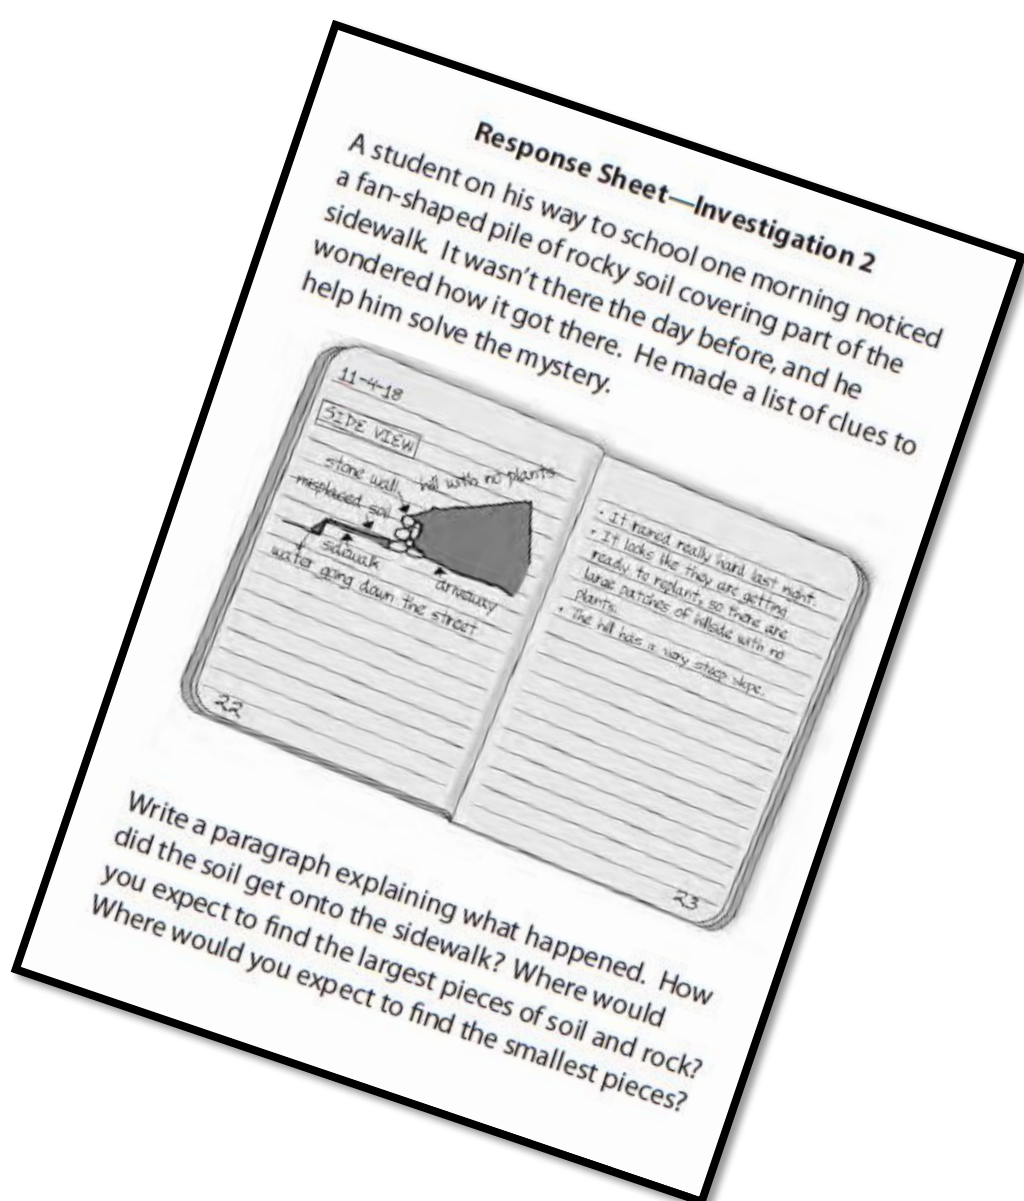 Response Sheet—Investigation 2
A student on his way to school one morning noticed
a fan-shaped pile of rocky soil covering part of the
sidewalk. It wasn't there the day before, and he
wondered how it got there. He made a list of clues to
help him solve the mystery.
11-4-18
SIDE VIEW
stone wall
hill with no plants
misplaced soil
sidewalk
driveway
water going down the street
22
• It rained really hard last night.
• It looks like they are getting
ready to replant, so there are
large patches of hillside with no
plants.
• The hill has a very steep slope.
23
Write a paragraph explaining what happened. How
did the soil get onto the sidewalk? Where would
you expect to find the largest pieces of soil and rock?
Where would you expect to find the smallest pieces?